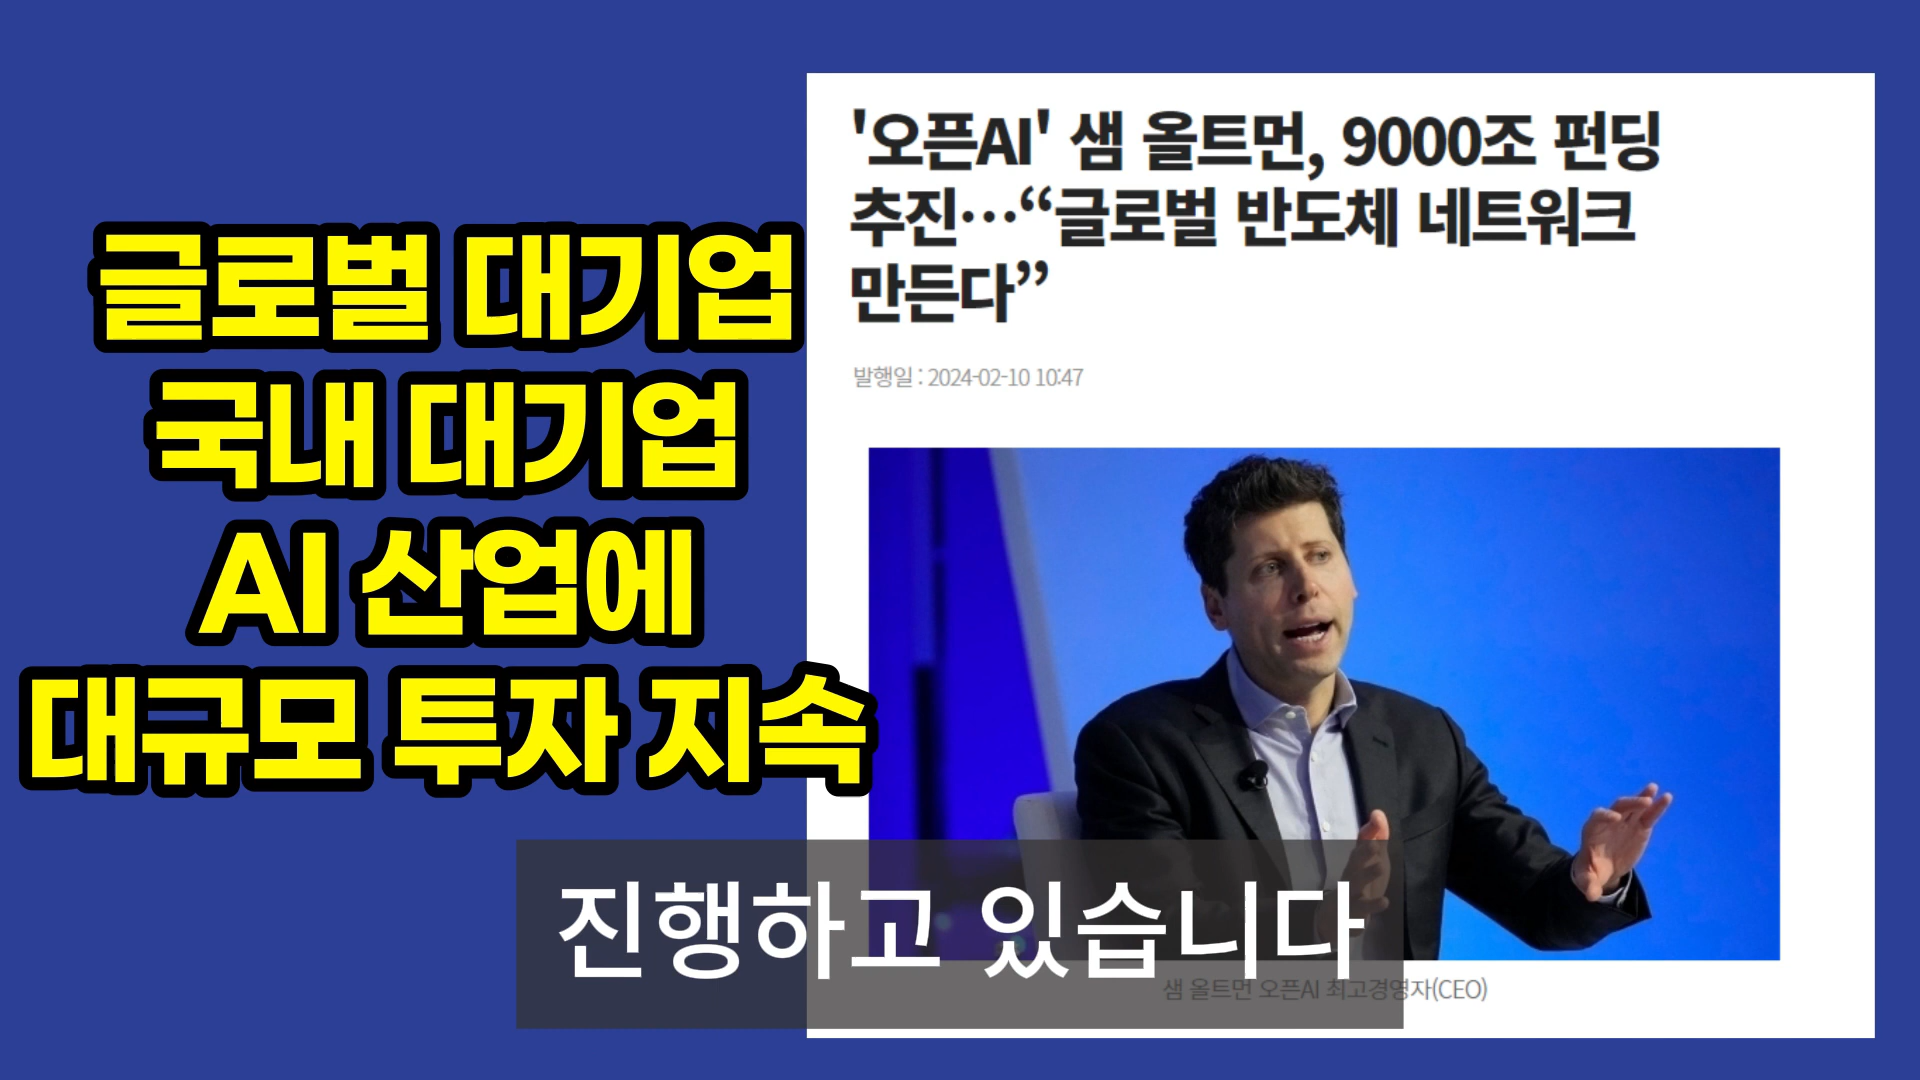 글로벌 대기업
국내 대기업
AI 산업에
대규모 투자 지속
'오픈AI' 샘 올트먼, 9000조 펀딩
추진…“글로벌 반도체 네트워크
만든다”
발행일 : 2024-02-10 10:47
샘 올트먼 오픈AI 최고경영자(CEO)
진행하고 있습니다